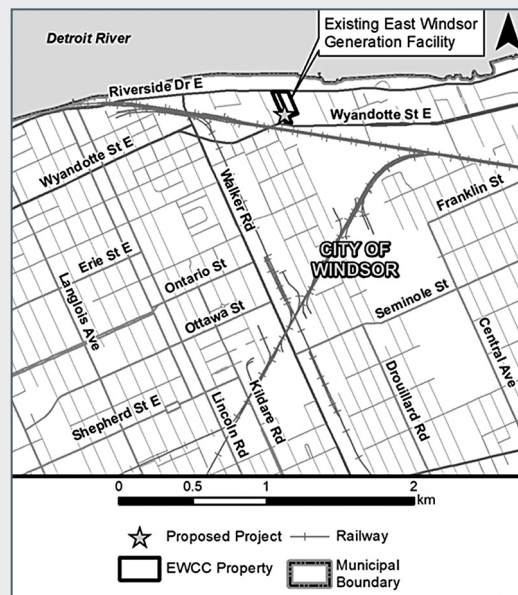 Existing East Windsor
Generation Facility
Detroit River
Riverside Dr E
Wyandotte St E
Wyandotte St E
Walker Rd
Franklin St
CITY OF
WINDSOR
Erie St E
Ontario St
Langlois Ave
Ottawa St
Seminole St
Central Ave
Drouillard Rd
Kildare Rd
Lincoln Rd
Shepherd St E
0 0.5 1 2
km
Proposed Project
Railway
EWCC Property
Municipal
Boundary